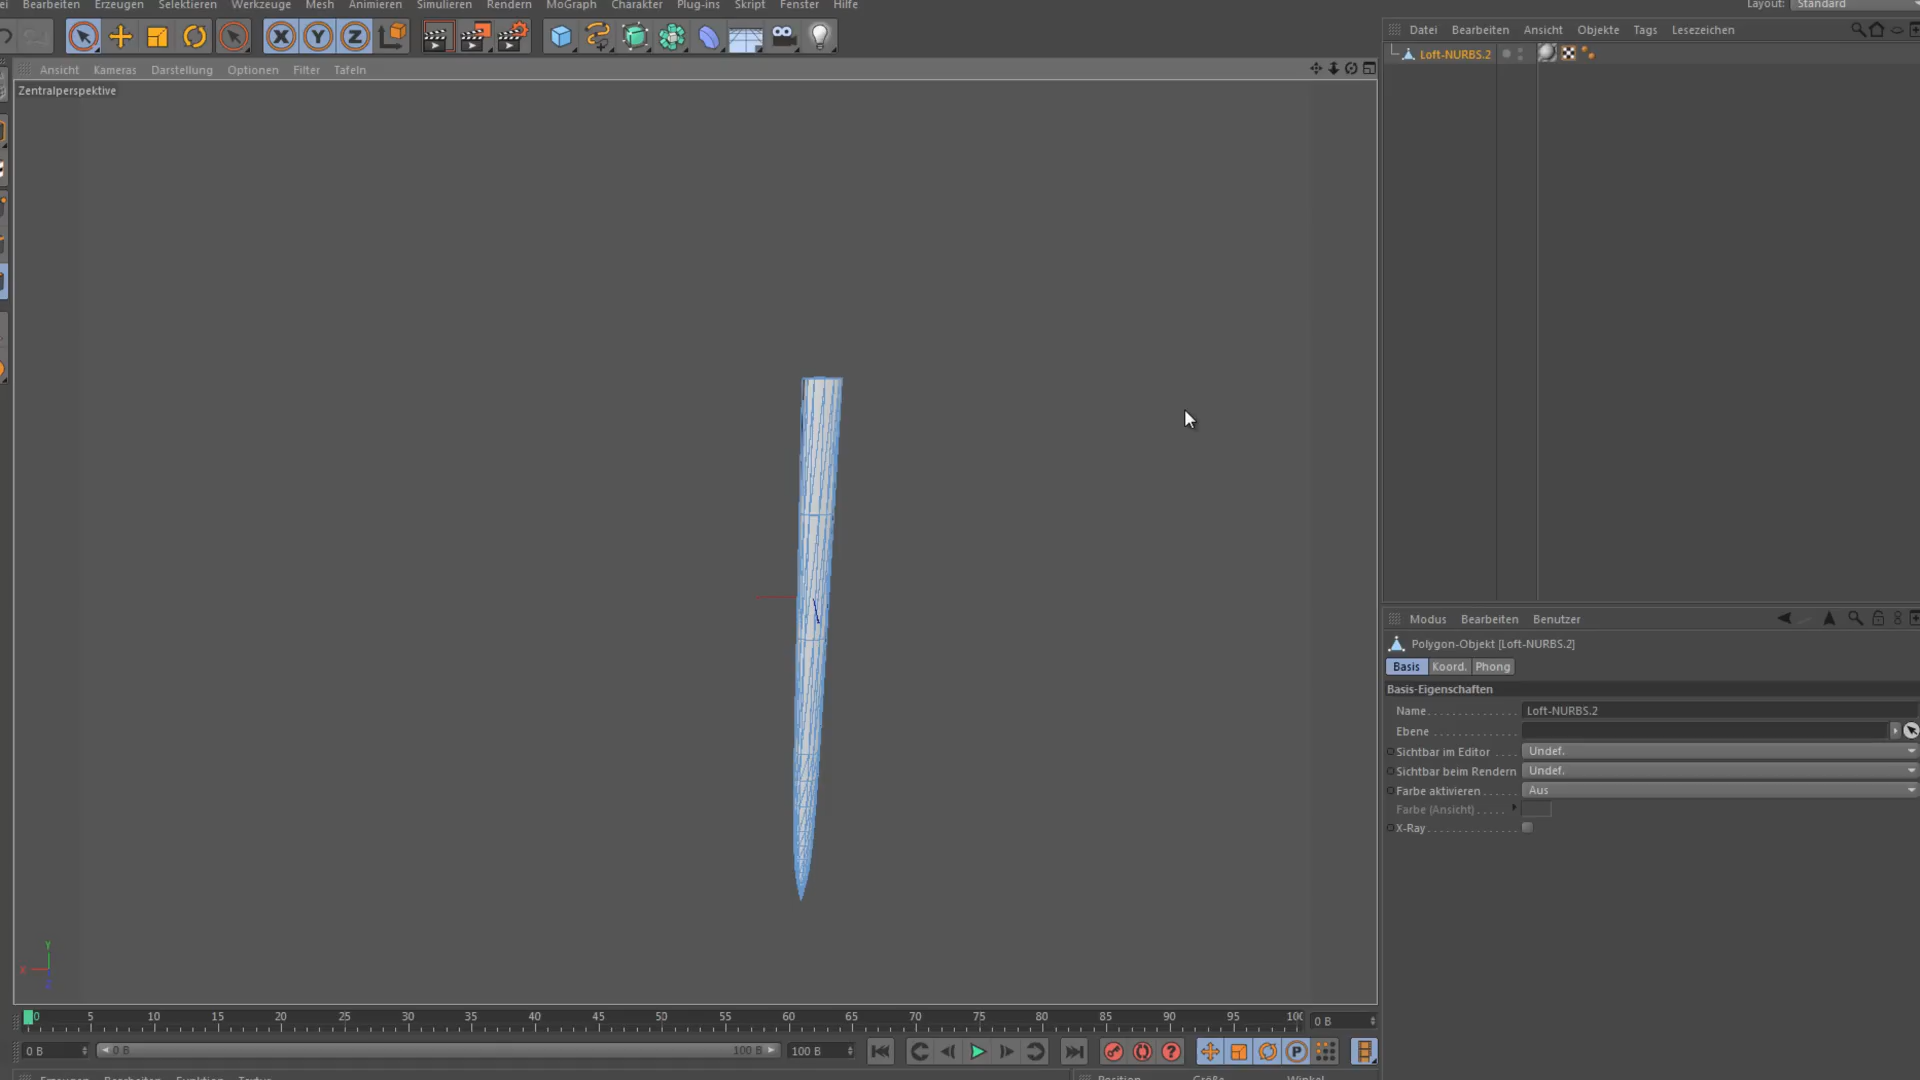 Bearbeiten Erzeugen Selektieren Werkzeuge Mesh Animieren Simulieren Rendern MoGraph Charakter Plug-ins Skript Fenster Hilfe Layout: Standard
Datei Bearbeiten Ansicht Objekte Tags Lesezeichen
Loft-NURBS.2
Ansicht Kameras Darstellung Optionen Filter Tafeln
Zentralperspektive
Modus Bearbeiten Benutzer
Polygon-Objekt [Loft-NURBS.2]
Basis Koord. Phong
Basis-Eigenschaften
Name Loft-NURBS.2
Ebene
Sichtbar im Editor Undef.
Sichtbar beim Rendern Undef.
Farbe aktivieren Aus
Farbe (Ansicht)
X-Ray
Y
X
Z
0 5 10 15 20 25 30 35 40 45 50 55 60 65 70 75 80 85 90 95 100 0 B
0 B 0 B 100 B 100 B
Erzeugen Bearbeiten Funktion Textur Position Größe Winkel